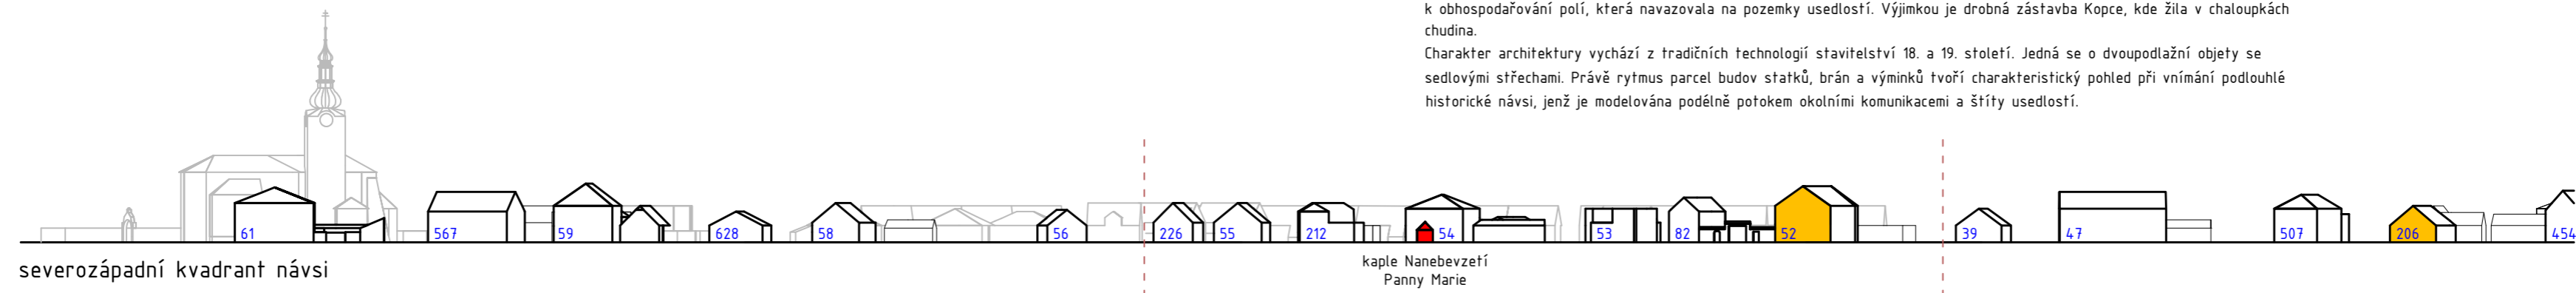 k obhospodařování polí, která navazovala na pozemky usedlostí. Výjimkou je drobná zástavba Kopce, kde žila v chaloupkách
chudina.
Charakter architektury vychází z tradičních technologií stavitelství 18. a 19. století. Jedná se o dvoupodlažní objety se
sedlovými střechami. Právě rytmus parcel budov statků, brán a výminků tvoří charakteristický pohled při vnímání podlouhlé
historické návsi, jenž je modelována podélně potokem okolními komunikacemi a štíty usedlostí.
61 567 59 628 58 56 226 55 212 54 53 82 52 39 47 507 206 454
kaple Nanebevzetí
Panny Marie
severozápadní kvadrant návsi